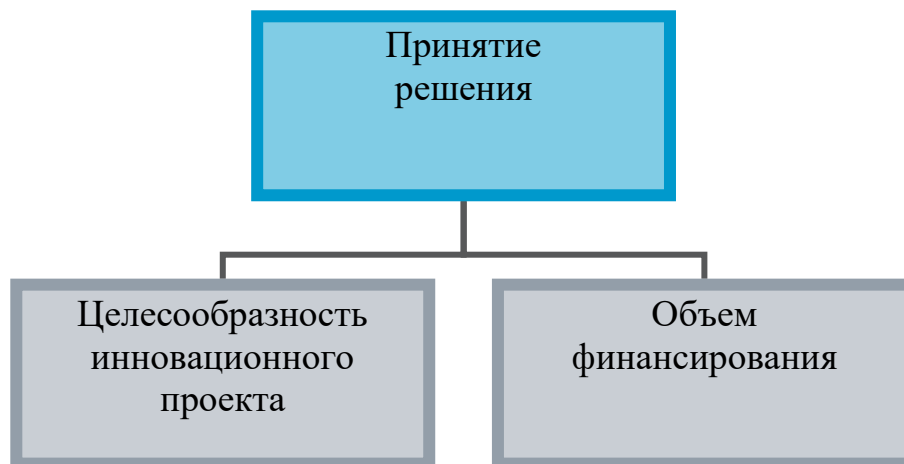 Принятие
решения
Целесообразность
инновационного
проекта
Объем
финансирования